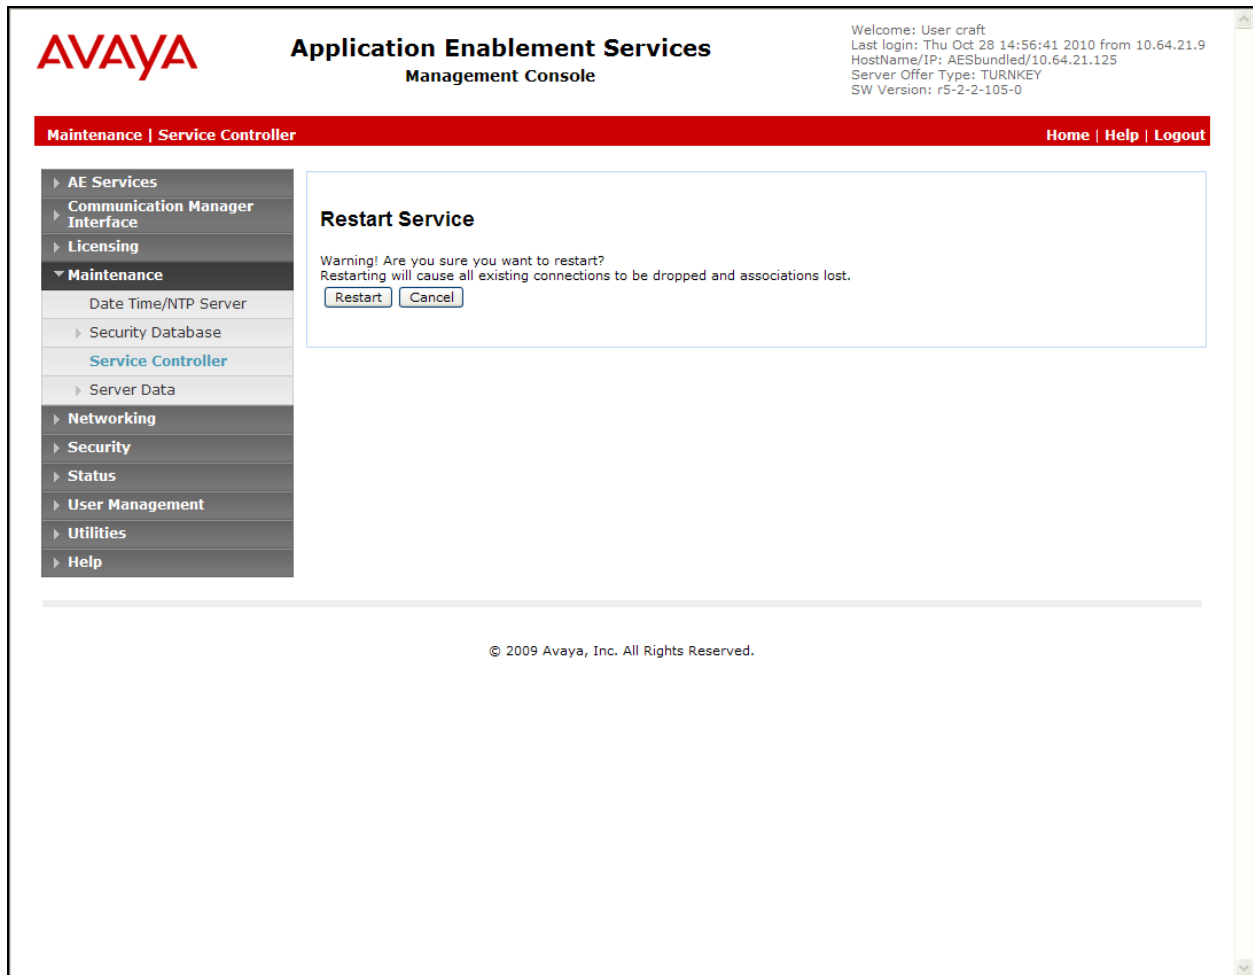 AVAYA
Application Enablement Services
Management Console
Welcome: User craft
Last login: Thu Oct 28 14:56:41 2010 from 10.64.21.9
HostName/IP: AESbundled/10.64.21.125
Server Offer Type: TURNKEY
SW Version: r5-2-2-105-0
Maintenance | Service Controller
Home | Help | Logout
AE Services
Communication Manager
Interface
Licensing
Maintenance
Date Time/NTP Server
Security Database
Service Controller
Server Data
Networking
Security
Status
User Management
Utilities
Help
Restart Service
Warning! Are you sure you want to restart?
Restarting will cause all existing connections to be dropped and associations lost.
Restart Cancel
© 2009 Avaya, Inc. All Rights Reserved.